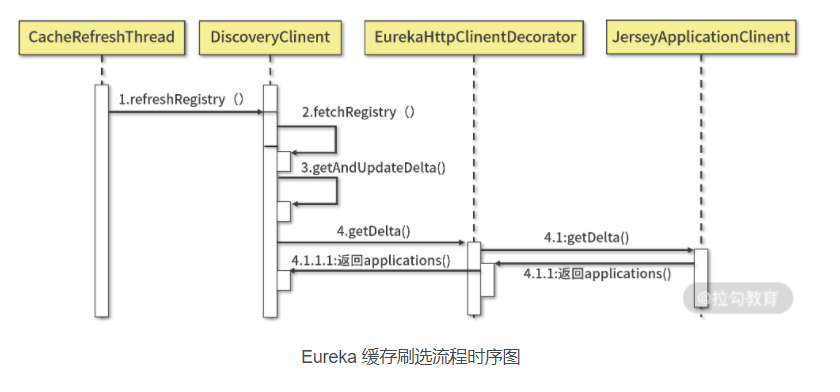 CacheRefreshThread
DiscoveryClinent
EurekaHttpClinentDecorator
JerseyApplicationClinent
1.refreshRegistry（）
2.fetchRegistry（）
3.getAndUpdateDelta()
4.getDelta()
4.1:getDelta()
4.1.1.1:返回applications()
4.1.1:返回applications()
@拉勾教育
Eureka 缓存刷选流程时序图